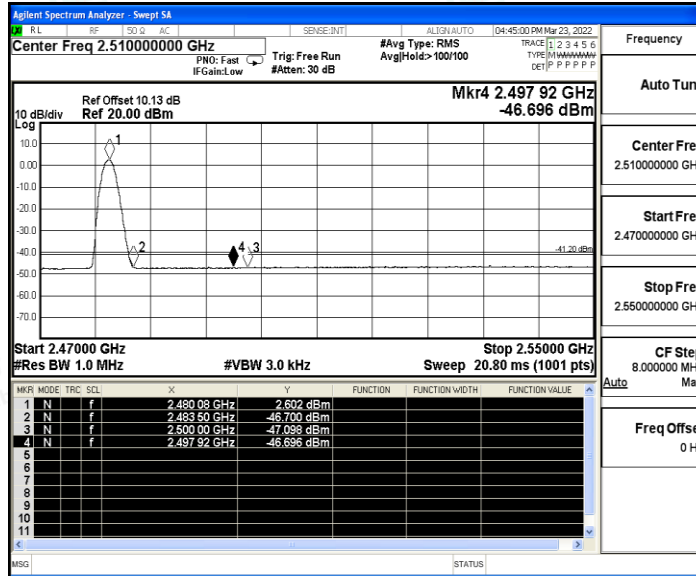 Agilent Spectrum Analyzer - Swept SA
RL RF 50 Ω AC SENSE:INT ALIGN AUTO 04:45:00 PM Mar 23, 2022
Center Freq 2.510000000 GHz
PNO: Fast Trig: Free Run #Avg Type: RMS TRACE 1 2 3 4 5 6
IFGain:Low #Atten: 30 dB Avg|Hold:> 100/100 TYPE M WWWWW
DET P P P P P P
Mkr4 2.497 92 GHz
Ref Offset 10.13 dB
10 dB/div Ref 20.00 dBm -46.696 dBm
Log
10.0
0.00
-10.0
-20.0
-30.0
-40.0
-50.0
-60.0
-70.0
1
2
4
3
-41.20 dBm
Start 2.47000 GHz Stop 2.55000 GHz
#Res BW 1.0 MHz #VBW 3.0 kHz Sweep 20.80 ms (1001 pts)
MKR MODE TRC SCL X Y FUNCTION FUNCTION WIDTH FUNCTION VALUE
1 N f 2.480 08 GHz 2.602 dBm
2 N f 2.483 50 GHz -46.700 dBm
3 N f 2.500 00 GHz -47.098 dBm
4 N f 2.497 92 GHz -46.696 dBm
5
6
7
8
9
10
11
MSG STATUS
Frequency
Auto Tun
Center Fre
2.510000000 GH
Start Fre
2.470000000 GH
Stop Fre
2.550000000 GH
CF Ste
8.000000 MH
Auto Ma
Freq Offse
0 H